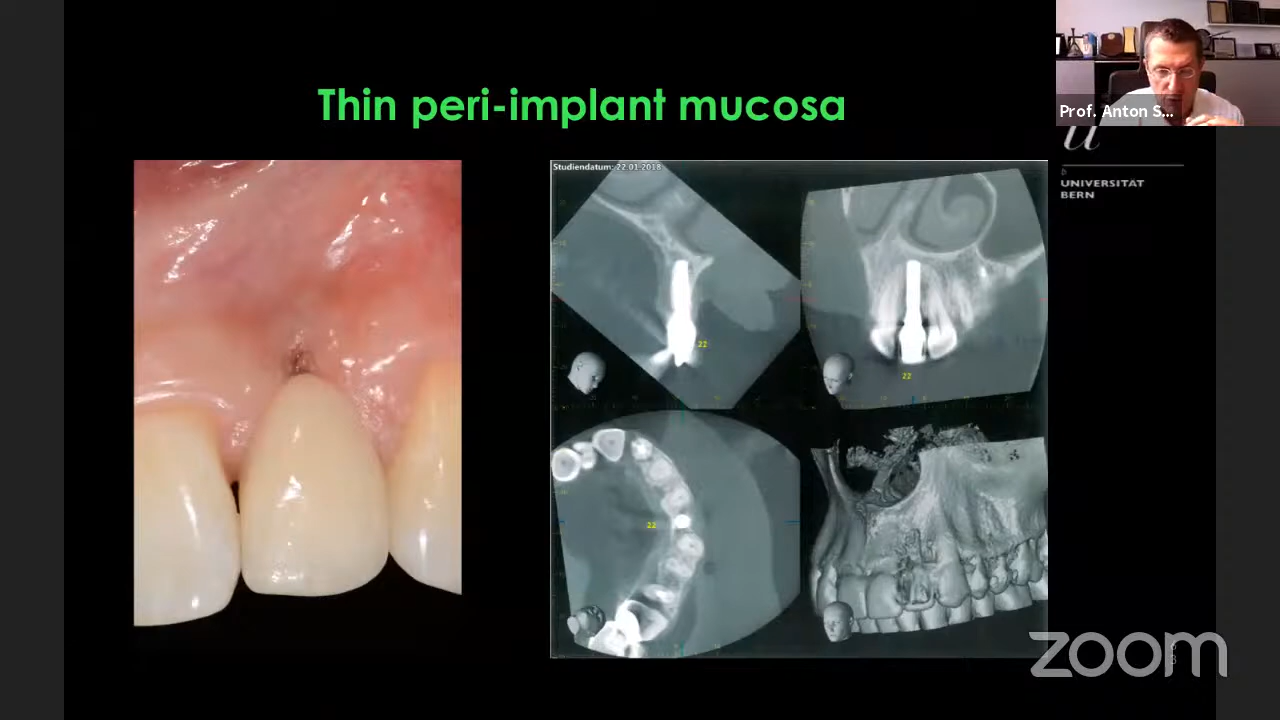 Thin peri-implant mucosa
Prof. Anton S...
u
b
UNIVERSITÄT
BERN
Studiendatum: 22.01.2018
22
22
22
zoom